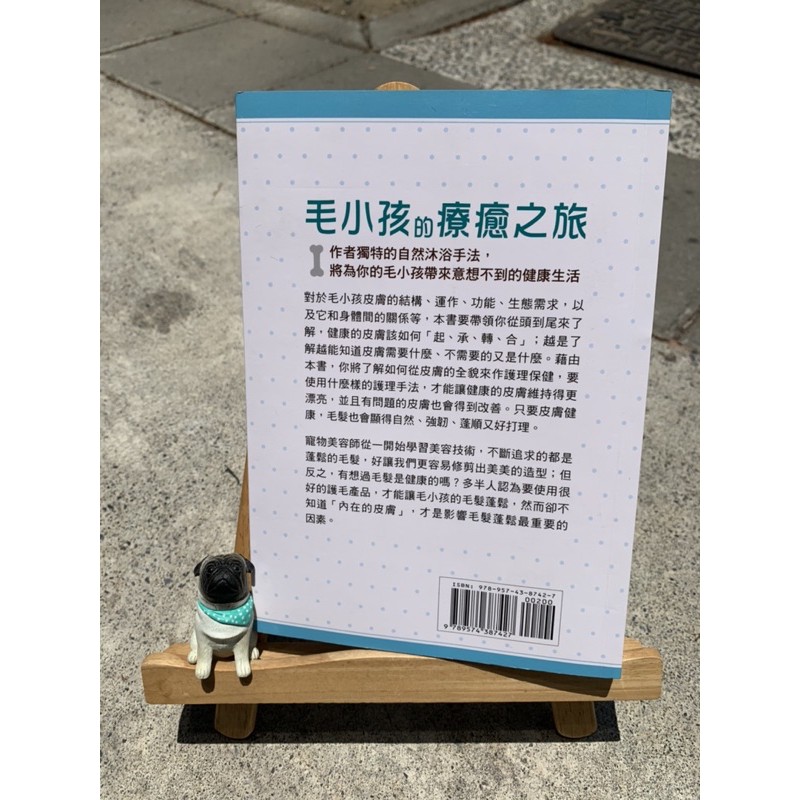 毛小孩的療癒之旅
作者獨特的自然沐浴手法，
將為你的毛小孩帶來意想不到的健康生活
對於毛小孩皮膚的結構、運作、功能、生態需求，以
及它和身體間的關係等，本書要帶領你從頭到尾來了
解，健康的皮膚該如何「起、承、轉、合」；越是了
解越能知道皮膚需要什麼、不需要的又是什麼。藉由
本書，你將了解如何從皮膚的全貌來作護理保健，要
使用什麼樣的護理手法，才能讓健康的皮膚維持得更
漂亮，並且有問題的皮膚也會得到改善。只要皮膚健
康，毛髮也會顯得自然、強韌、蓬順又好打理。
寵物美容師從一開始學習美容技術，不斷追求的都是
蓬鬆的毛髮，好讓我們更容易修剪出美美的造型；但
反之，有想過毛髮是健康的嗎？多半人認為要使用很
好的護毛產品，才能讓毛小孩的毛髮蓬鬆，然而卻不
知道「內在的皮膚」，才是影響毛髮蓬鬆最重要的
因素。
ISBN: 978-957-43-8742-7
00200
9 789574 387427